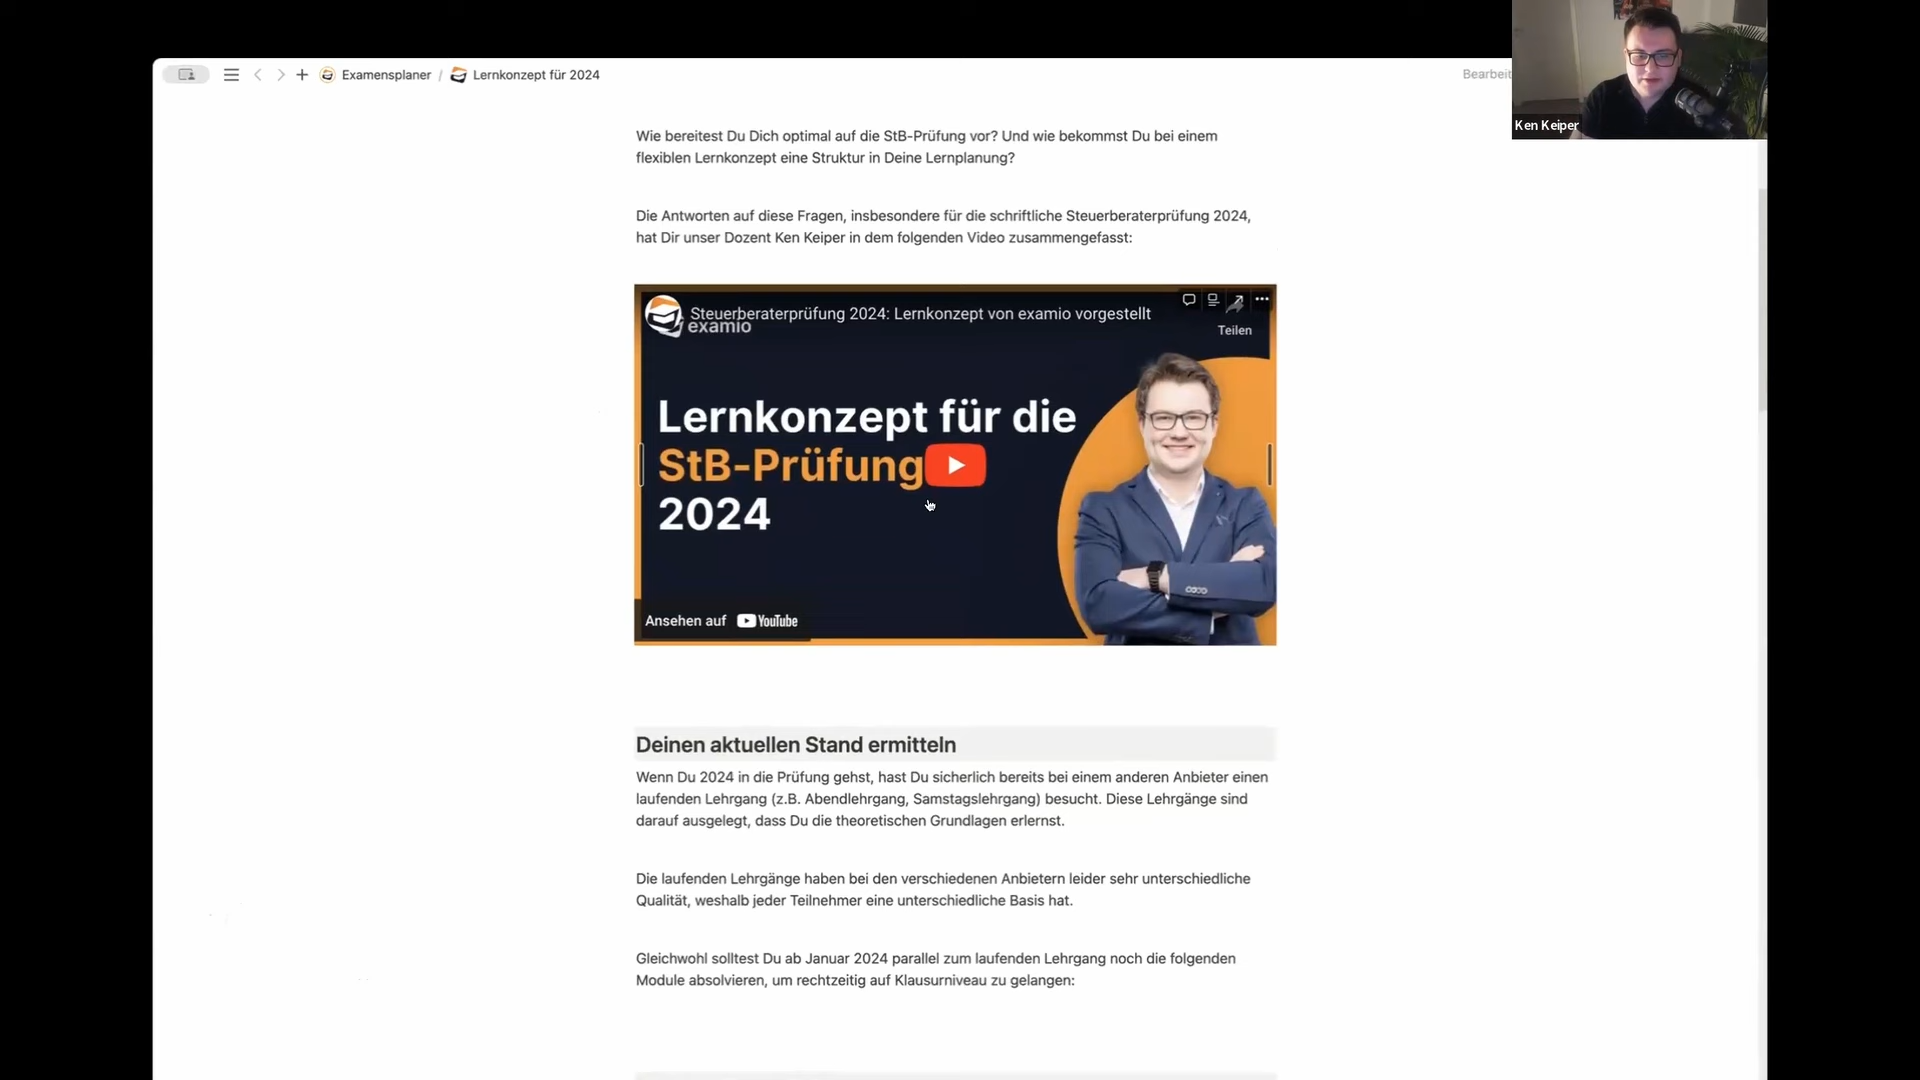 Examensplaner / Lernkonzept für 2024
Bearbeit
Ken Keiper
Wie bereitest Du Dich optimal auf die StB-Prüfung vor? Und wie bekommst Du bei einem
flexiblen Lernkonzept eine Struktur in Deine Lernplanung?
Die Antworten auf diese Fragen, insbesondere für die schriftliche Steuerberaterprüfung 2024,
hat Dir unser Dozent Ken Keiper in dem folgenden Video zusammengefasst:
Steuerberaterprüfung 2024: Lernkonzept von examio vorgestellt
examio
Teilen
Lernkonzept für die
StB-Prüfung
2024
Ansehen auf YouTube
Deinen aktuellen Stand ermitteln
Wenn Du 2024 in die Prüfung gehst, hast Du sicherlich bereits bei einem anderen Anbieter einen
laufenden Lehrgang (z.B. Abendlehrgang, Samstagslehrgang) besucht. Diese Lehrgänge sind
darauf ausgelegt, dass Du die theoretischen Grundlagen erlernst.
Die laufenden Lehrgänge haben bei den verschiedenen Anbietern leider sehr unterschiedliche
Qualität, weshalb jeder Teilnehmer eine unterschiedliche Basis hat.
Gleichwohl solltest Du ab Januar 2024 parallel zum laufenden Lehrgang noch die folgenden
Module absolvieren, um rechtzeitig auf Klausurniveau zu gelangen: